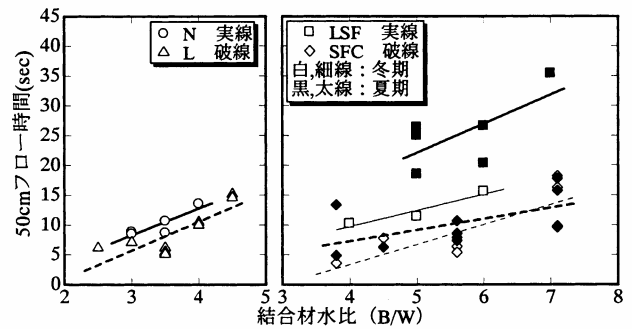 45
40
35
30
25
20
15
10
5
0
50cmフロー時間(sec)
○ N 実線
△ L 破線
□ LSF 実線
◇ SFC 破線
白,細線：冬期
黒,太線：夏期
2 3 4 5
3 4 5 6 7 8
結合材水比（B/W）